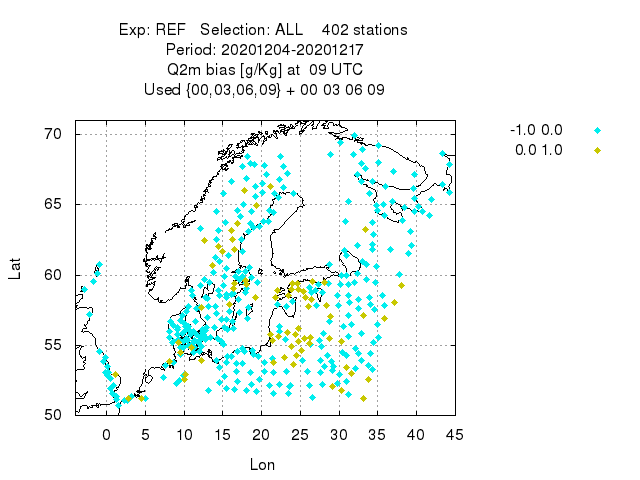 Exp: REF   Selection: ALL    402 stations
Period: 20201204-20201217
Q2m bias [g/Kg] at  09 UTC
Used {00,03,06,09} + 00 03 06 09
-1.0 0.0
0.0 1.0
70
65
60
55
50
Lat
0 5 10 15 20 25 30 35 40 45
Lon